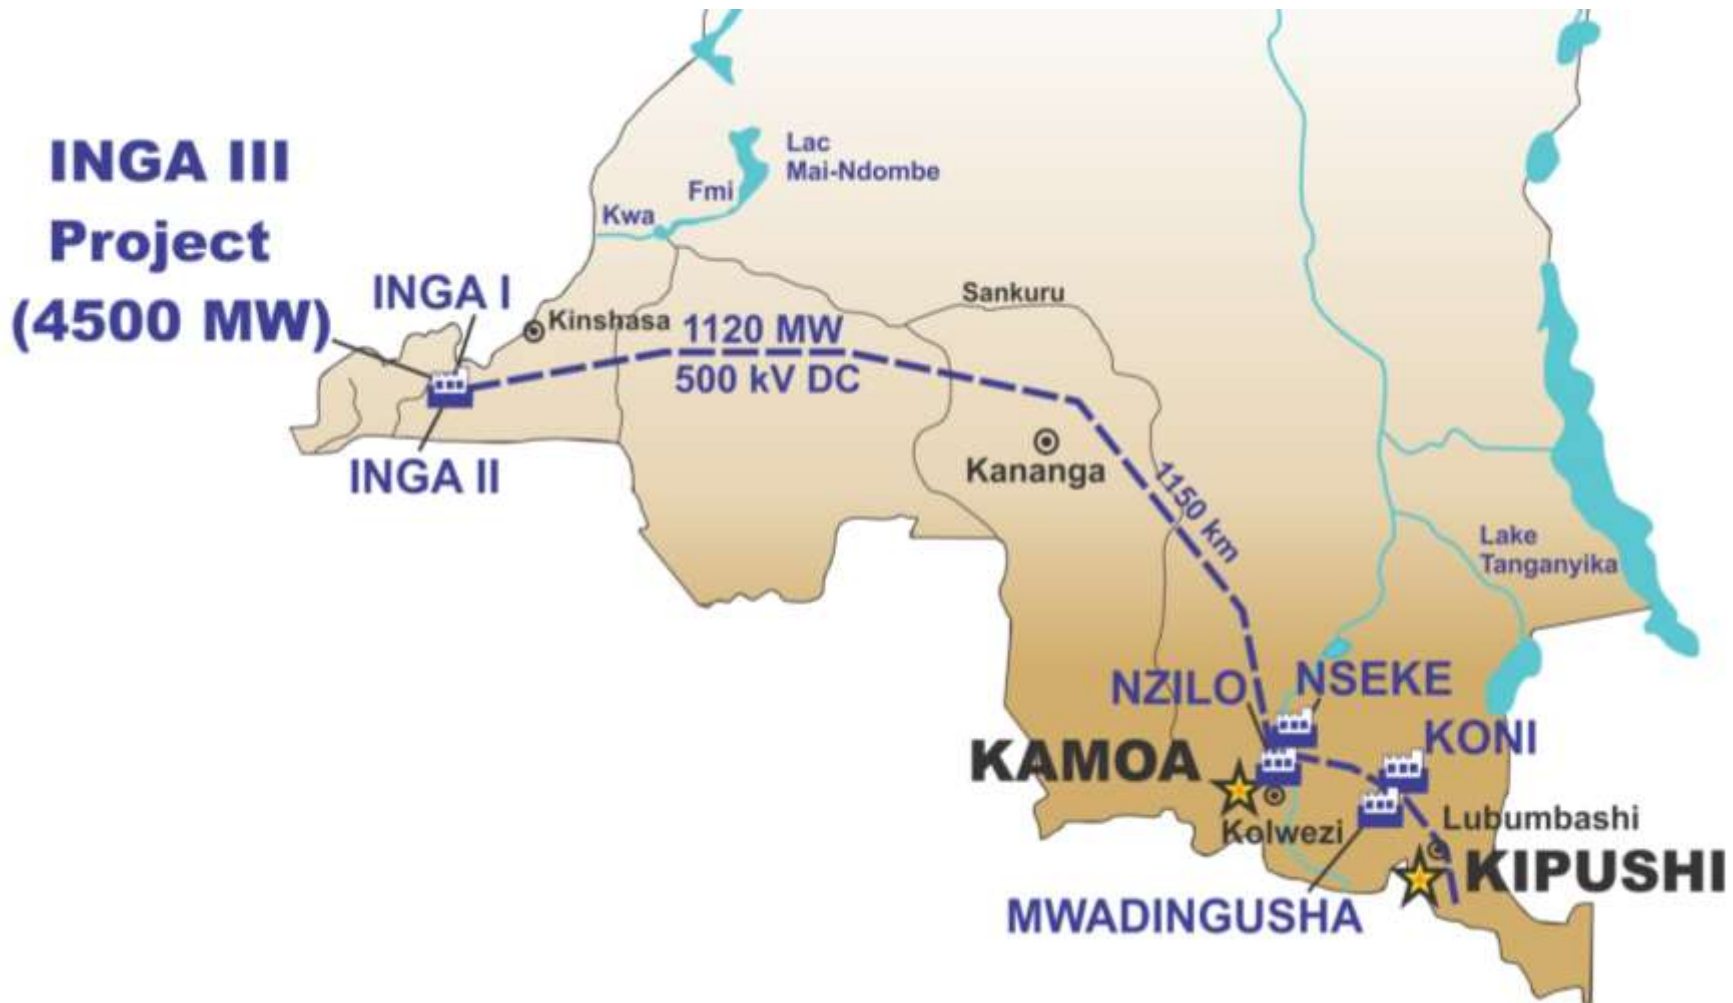 INGA III
Project
(4500 MW)
Lac
Mai-Ndombe
Fmi
Kwa
INGA I
Kinshasa
1120 MW
500 kV DC
Sankuru
INGA II
Kananga
1150 km
Lake
Tanganyika
NZILO
NSEKE
KAMOA
KONI
Kolwezi
Lubumbashi
KIPUSHI
MWADINGUSHA